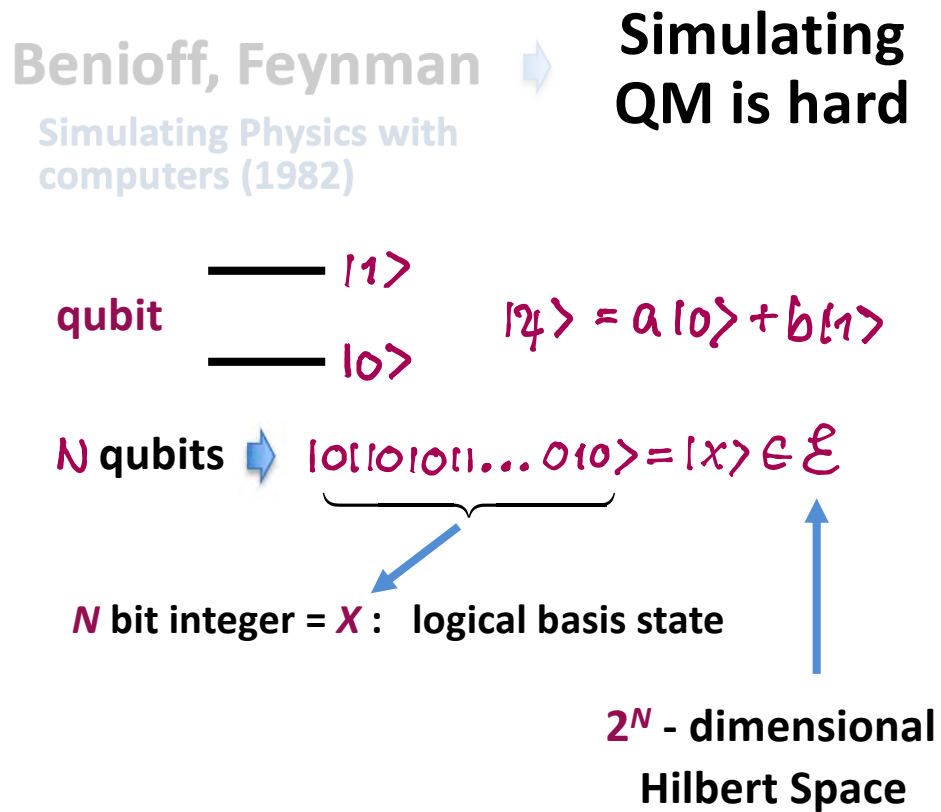 Benioff, Feynman
Simulating
QM is hard
Simulating Physics with
computers (1982)
|1>
qubit
|ψ> = a|0> + b|1>
|0>
N qubits |01101011... 010> = |x> ∈ ℰ
N bit integer = X : logical basis state
2ᴺ - dimensional
Hilbert Space